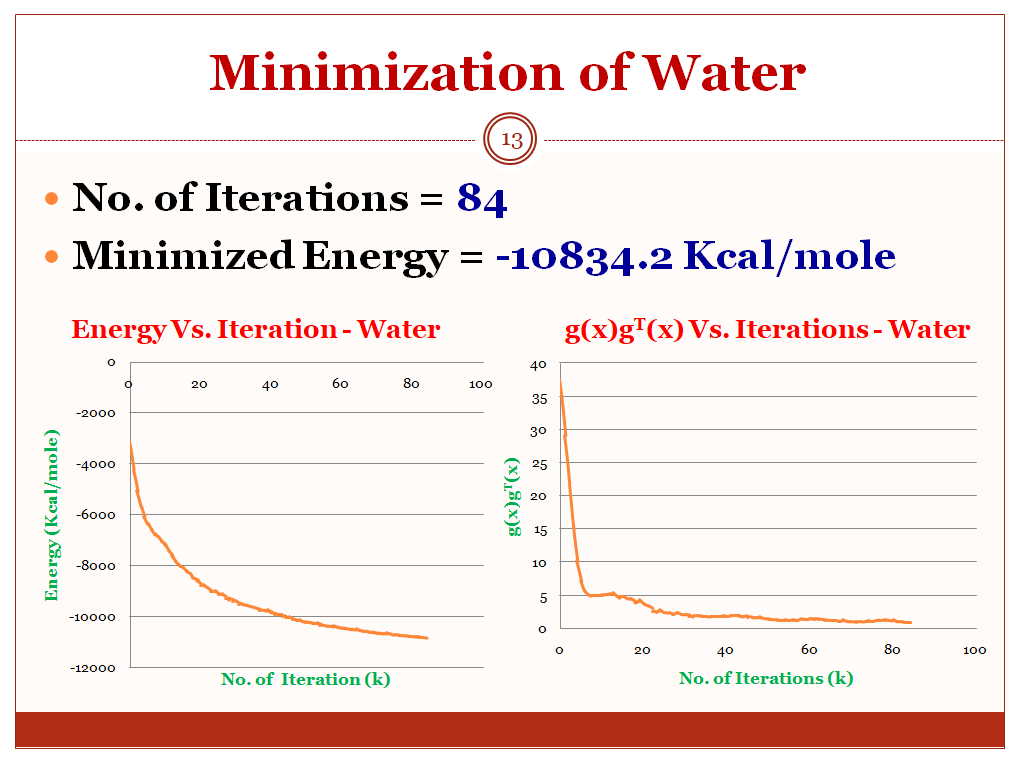 Minimization of Water
13
No. of Iterations = 84
Minimized Energy = -10834.2 Kcal/mole
Energy Vs. Iteration - Water
0
0 20 40 60 80 100
-2000
-4000
-6000
-8000
-10000
-12000
Energy (Kcal/mole)
No. of Iteration (k)
g(x)gᵀ(x) Vs. Iterations - Water
40
35
30
25
20
15
10
5
0
0 20 40 60 80 100
g(x)gᵀ(x)
No. of Iterations (k)